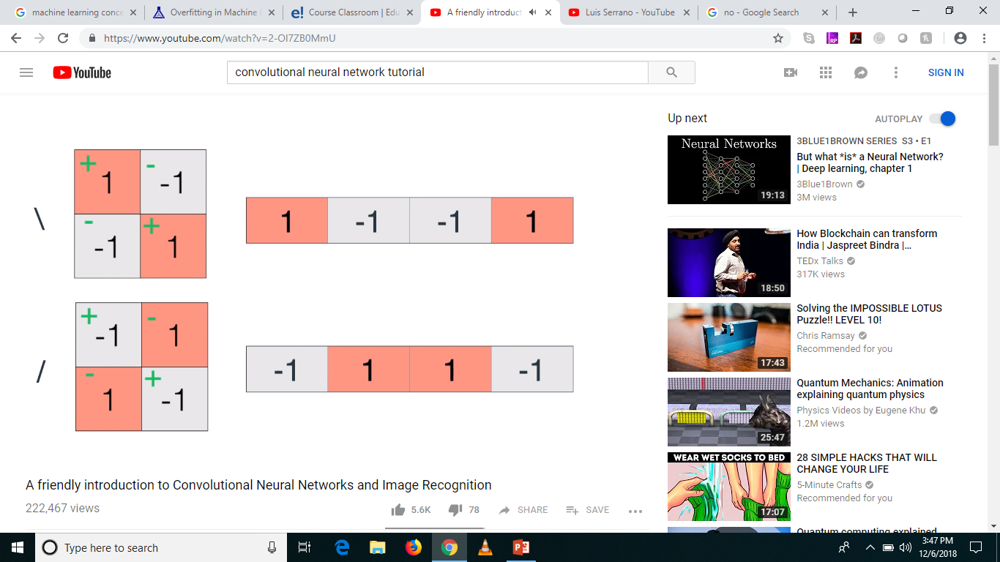 machine learning conce
Overfitting in Machine
Course Classroom | Edu
A friendly introduct
Luis Serrano - YouTube
no - Google Search
https://www.youtube.com/watch?v=2-Ol7ZB0MmU
YouTube
convolutional neural network tutorial
SIGN IN
\
+ 1
- -1
- -1
+ 1
1 -1 -1 1
/
+ -1
- 1
- 1
+ -1
-1 1 1 -1
A friendly introduction to Convolutional Neural Networks and Image Recognition
222,467 views
5.6K
78
SHARE
SAVE
Up next
AUTOPLAY
Neural Networks
19:13
3BLUE1BROWN SERIES S3 • E1
But what *is* a Neural Network?
| Deep learning, chapter 1
3Blue1Brown
3M views
18:50
How Blockchain can transform
India | Jaspreet Bindra |...
TEDx Talks
317K views
17:43
Solving the IMPOSSIBLE LOTUS
Puzzle!! LEVEL 10!
Chris Ramsay
Recommended for you
25:47
Quantum Mechanics: Animation
explaining quantum physics
Physics Videos by Eugene Khu
1.2M views
WEAR WET SOCKS TO BED
17:07
28 SIMPLE HACKS THAT WILL
CHANGE YOUR LIFE
5-Minute Crafts
Recommended for you
Quantum computing explained
Type here to search
3:47 PM
12/6/2018